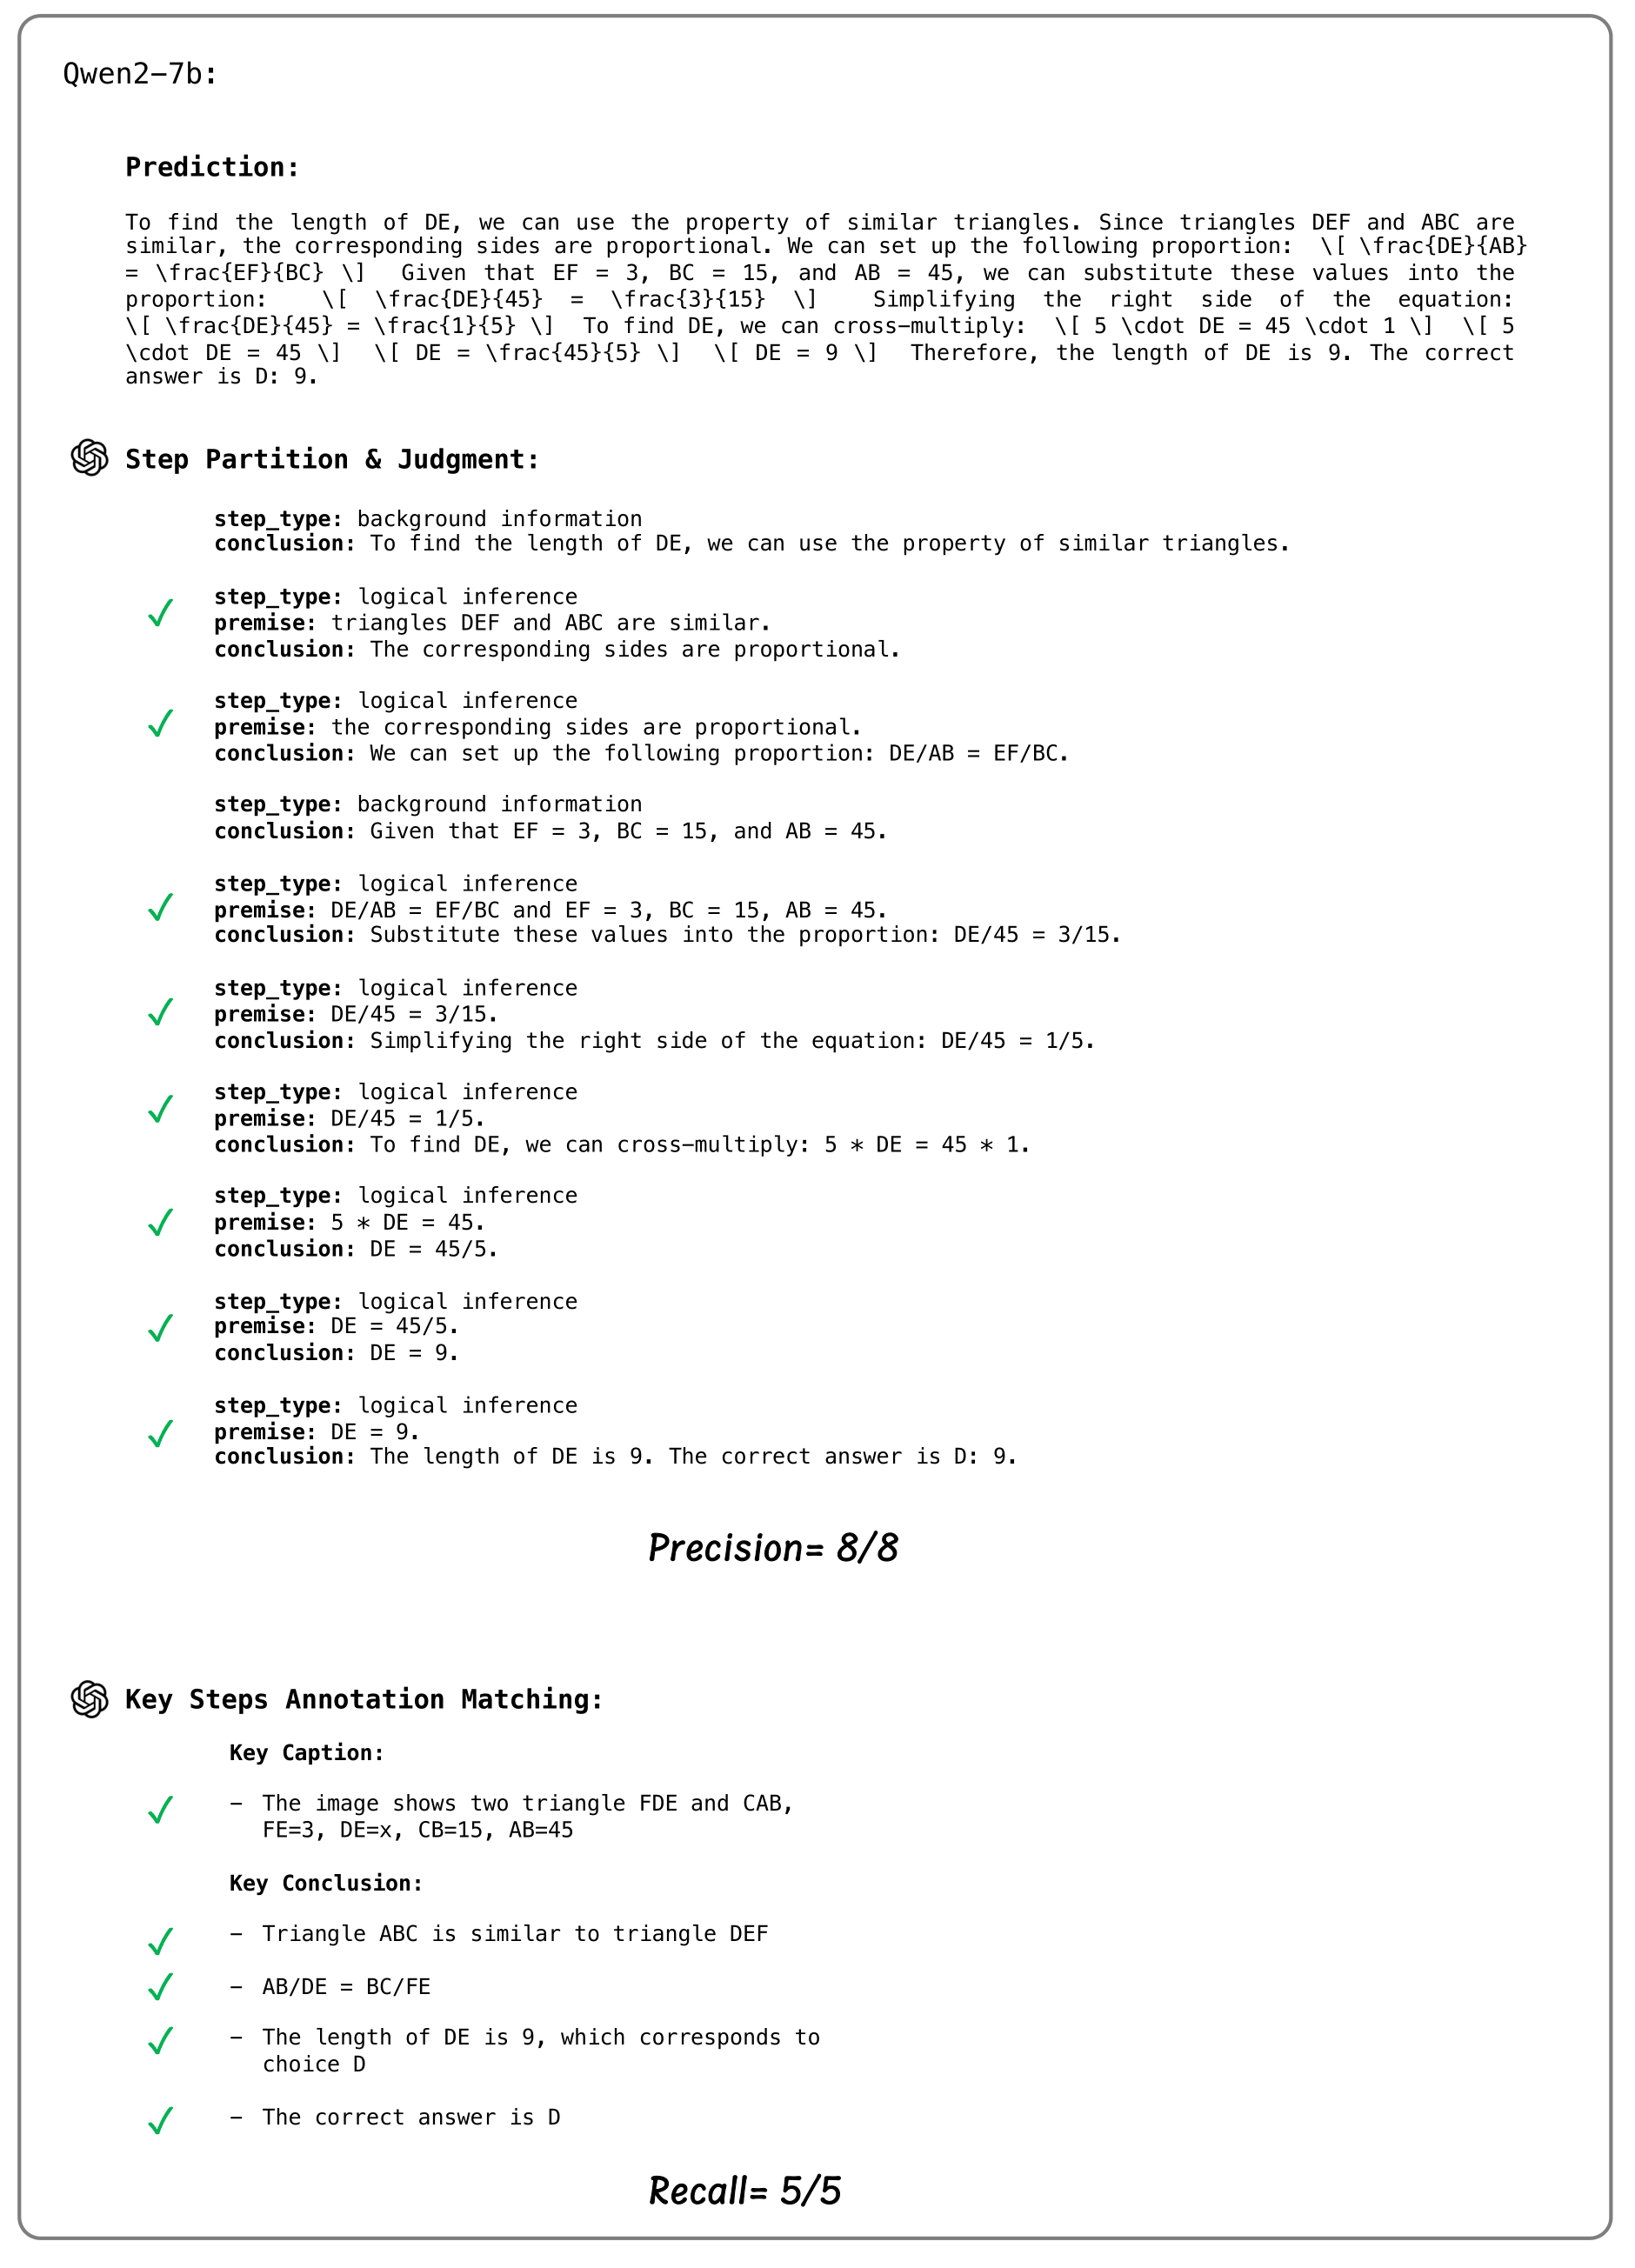 Qwen2-7b:
Prediction:
To find the length of DE, we can use the property of similar triangles. Since triangles DEF and ABC are
similar, the corresponding sides are proportional. We can set up the following proportion: \[ \frac{DE}{AB}
= \frac{EF}{BC} \] Given that EF = 3, BC = 15, and AB = 45, we can substitute these values into the
proportion: \[ \frac{DE}{45} = \frac{3}{15} \] Simplifying the right side of the equation:
\[ \frac{DE}{45} = \frac{1}{5} \] To find DE, we can cross-multiply: \[ 5 \cdot DE = 45 \cdot 1 \] \[ 5
\cdot DE = 45 \] \[ DE = \frac{45}{5} \] \[ DE = 9 \] Therefore, the length of DE is 9. The correct
answer is D: 9.
Step Partition & Judgment:
step_type: background information
conclusion: To find the length of DE, we can use the property of similar triangles.
step_type: logical inference
premise: triangles DEF and ABC are similar.
conclusion: The corresponding sides are proportional.
step_type: logical inference
premise: the corresponding sides are proportional.
conclusion: We can set up the following proportion: DE/AB = EF/BC.
step_type: background information
conclusion: Given that EF = 3, BC = 15, and AB = 45.
step_type: logical inference
premise: DE/AB = EF/BC and EF = 3, BC = 15, AB = 45.
conclusion: Substitute these values into the proportion: DE/45 = 3/15.
step_type: logical inference
premise: DE/45 = 3/15.
conclusion: Simplifying the right side of the equation: DE/45 = 1/5.
step_type: logical inference
premise: DE/45 = 1/5.
conclusion: To find DE, we can cross-multiply: 5 * DE = 45 * 1.
step_type: logical inference
premise: 5 * DE = 45.
conclusion: DE = 45/5.
step_type: logical inference
premise: DE = 45/5.
conclusion: DE = 9.
step_type: logical inference
premise: DE = 9.
conclusion: The length of DE is 9. The correct answer is D: 9.
Precision= 8/8
Key Steps Annotation Matching:
Key Caption:
- The image shows two triangle FDE and CAB,
FE=3, DE=x, CB=15, AB=45
Key Conclusion:
- Triangle ABC is similar to triangle DEF
- AB/DE = BC/FE
- The length of DE is 9, which corresponds to
choice D
- The correct answer is D
Recall= 5/5